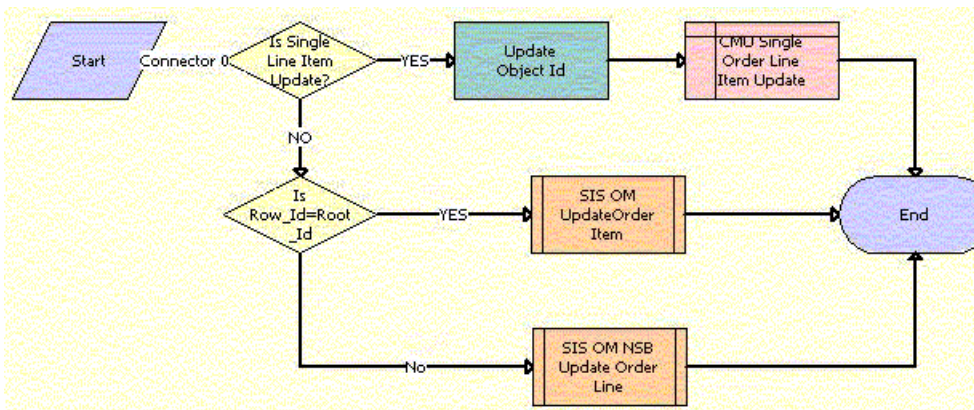 Start
Connector 0
Is Single
Line Item
Update?
YES
Update
Object Id
CMU Single
Order Line
Item Update
NO
Is
Row_Id=Root
_Id
YES
SIS OM
UpdateOrder
Item
End
No
SIS OM NSB
Update Order
Line